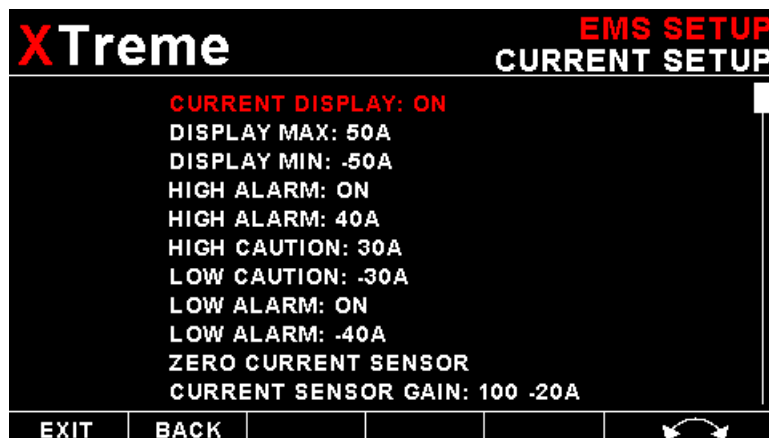 XTreme
EMS SETUP
CURRENT SETUP
CURRENT DISPLAY: ON
DISPLAY MAX: 50A
DISPLAY MIN: -50A
HIGH ALARM: ON
HIGH ALARM: 40A
HIGH CAUTION: 30A
LOW CAUTION: -30A
LOW ALARM: ON
LOW ALARM: -40A
ZERO CURRENT SENSOR
CURRENT SENSOR GAIN: 100 -20A
EXIT BACK